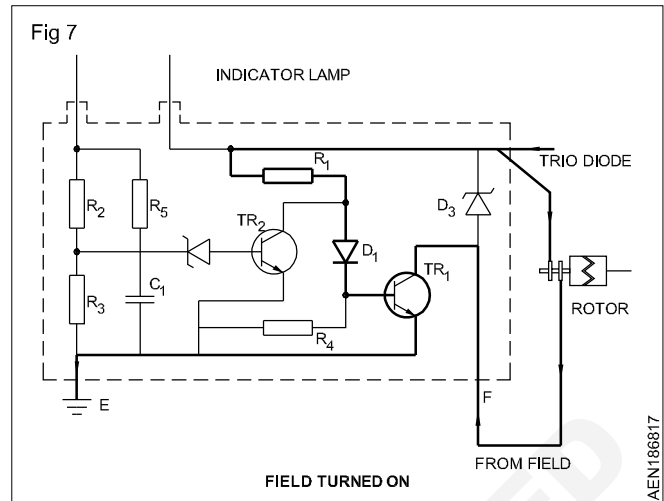 Fig 7
INDICATOR LAMP
TRIO DIODE
R1
R2
R5
TR2
D3
D1
TR1
C1
R3
R4
ROTOR
E
F
FROM FIELD
FIELD TURNED ON
AEN186817